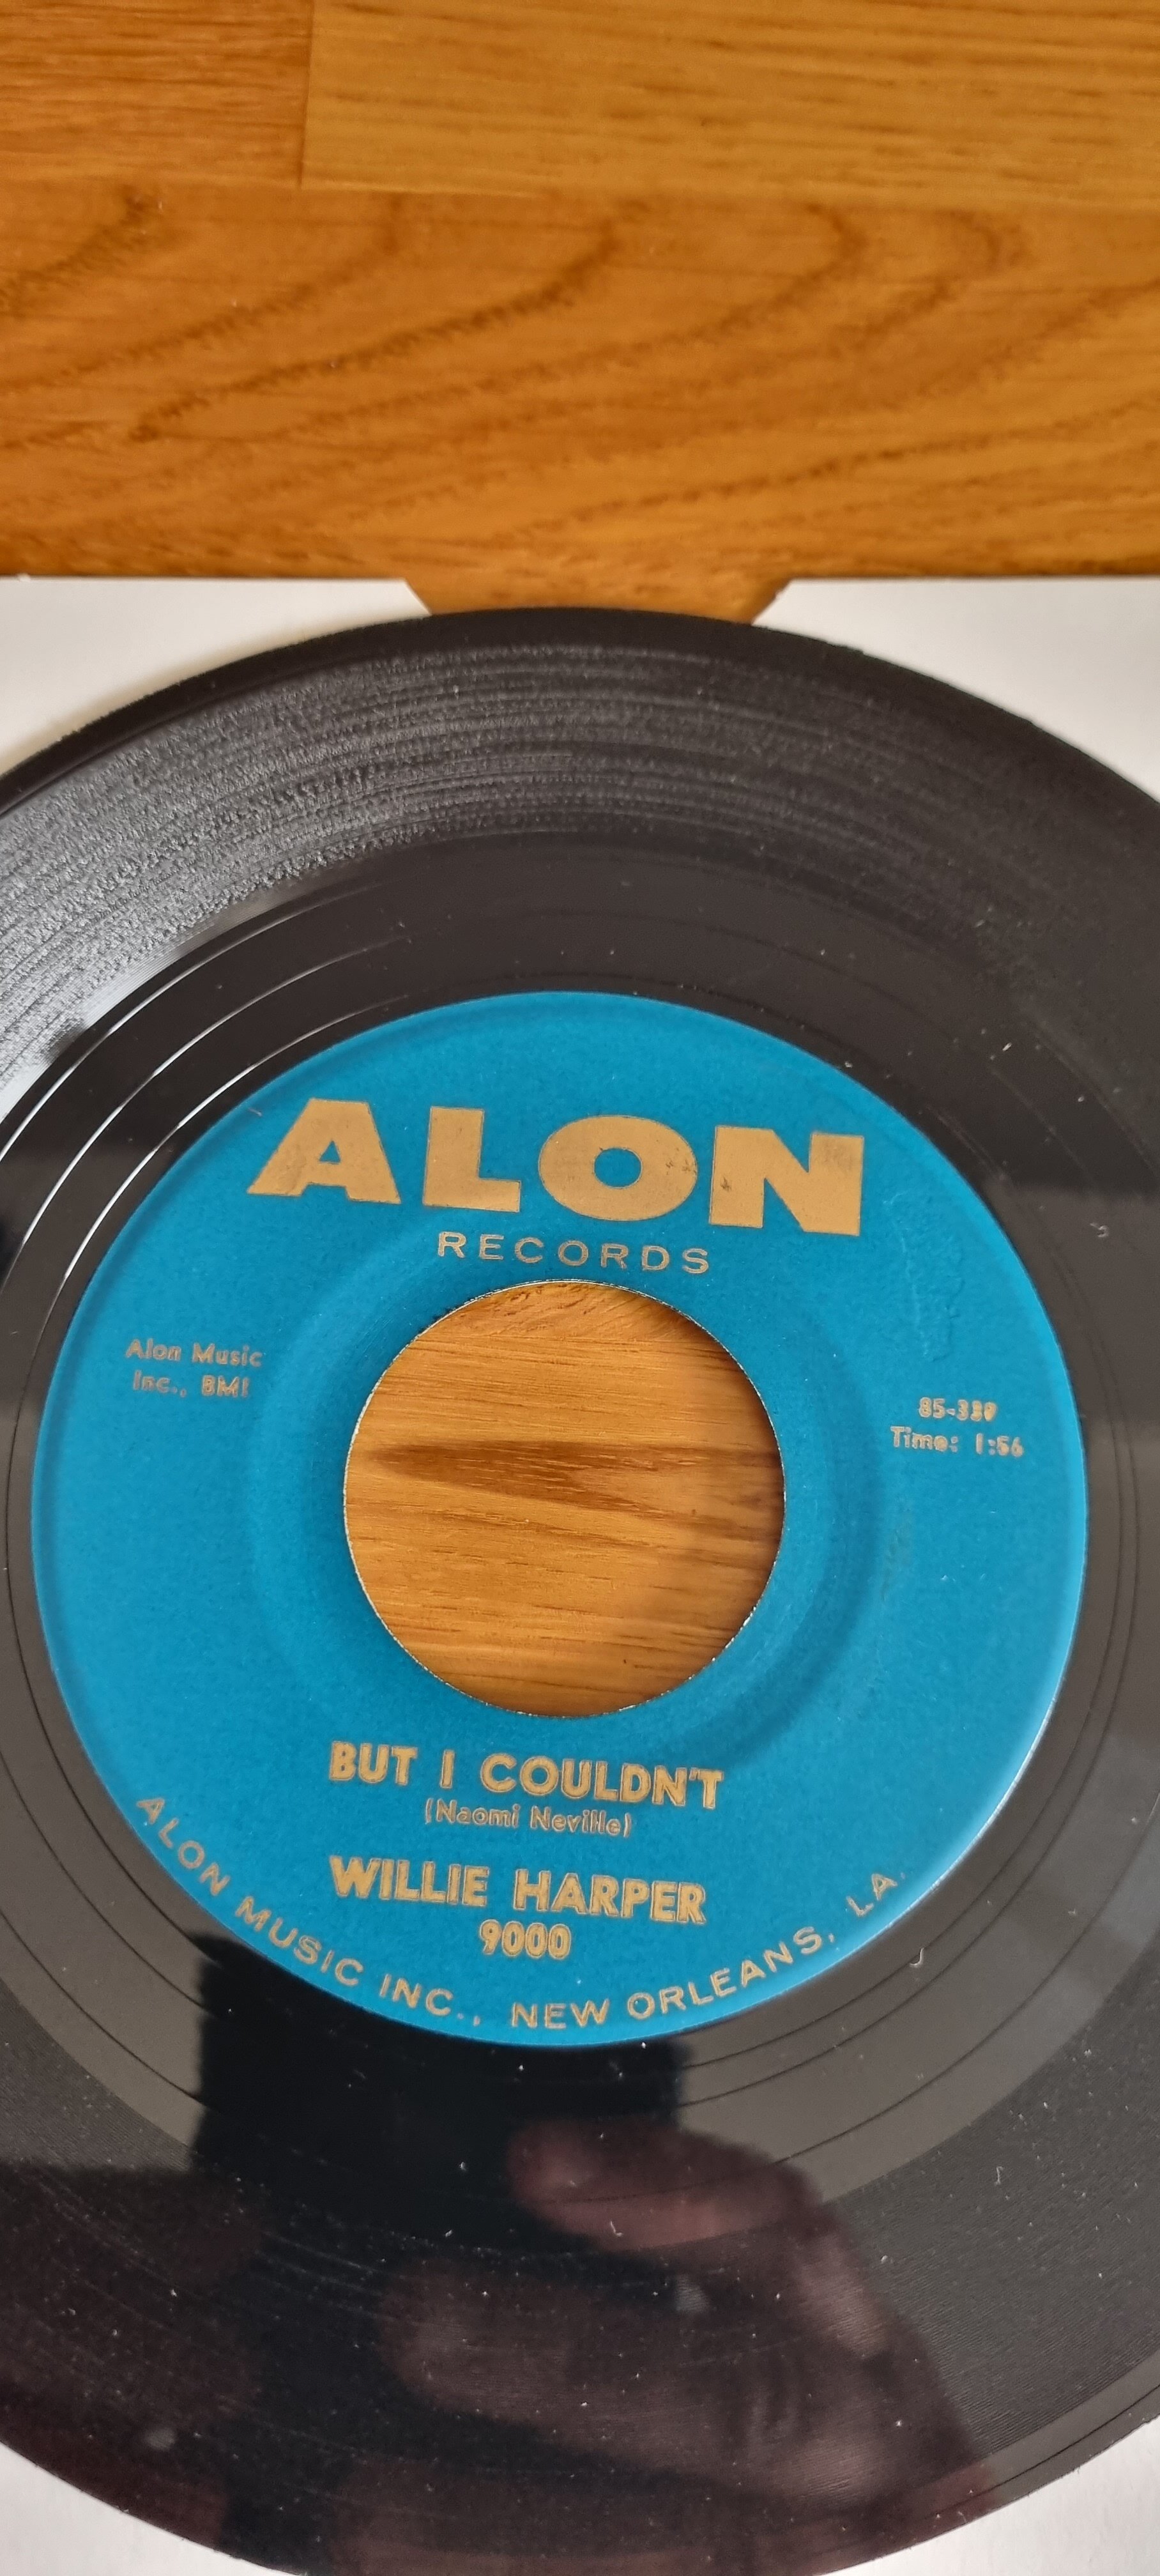 ALON
RECORDS
Alon Music
Inc., BMI
85-339
Time: 1:56
BUT I COULDN'T
(Naomi Neville)
WILLIE HARPER
9000
ALON MUSIC INC., NEW ORLEANS, LA.